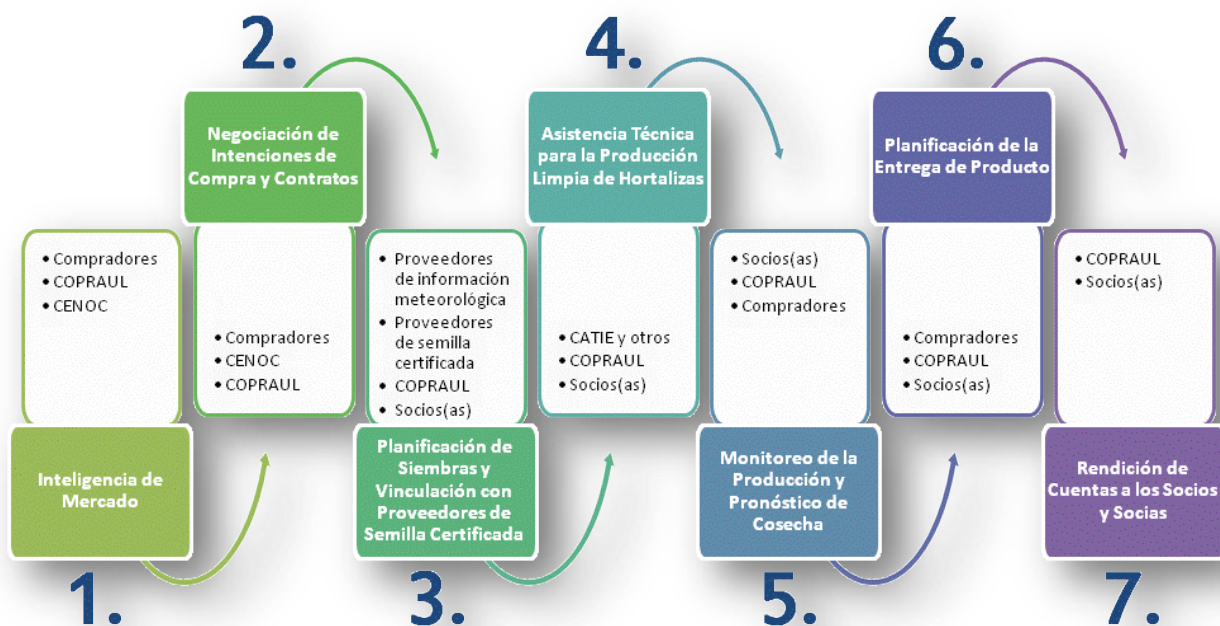 1.
Inteligencia de
Mercado
• Compradores
• COPRAUL
• CENOC
2.
Negociación de
Intenciones de
Compra y Contratos
• Compradores
• CENOC
• COPRAUL
3.
Planificación de
Siembras y
Vinculación con
Proveedores de
Semilla Certificada
• Proveedores
de información
meteorológica
• Proveedores
de semilla
certificada
• COPRAUL
• Socios(as)
4.
Asistencia Técnica
para la Producción
Limpia de Hortalizas
• CATIE y otros
• COPRAUL
• Socios(as)
5.
Monitoreo de la
Producción y
Pronóstico de
Cosecha
• Socios(as)
• COPRAUL
• Compradores
6.
Planificación de la
Entrega de Producto
• Compradores
• COPRAUL
• Socios(as)
7.
Rendición de
Cuentas a los Socios
y Socias
• COPRAUL
• Socios(as)